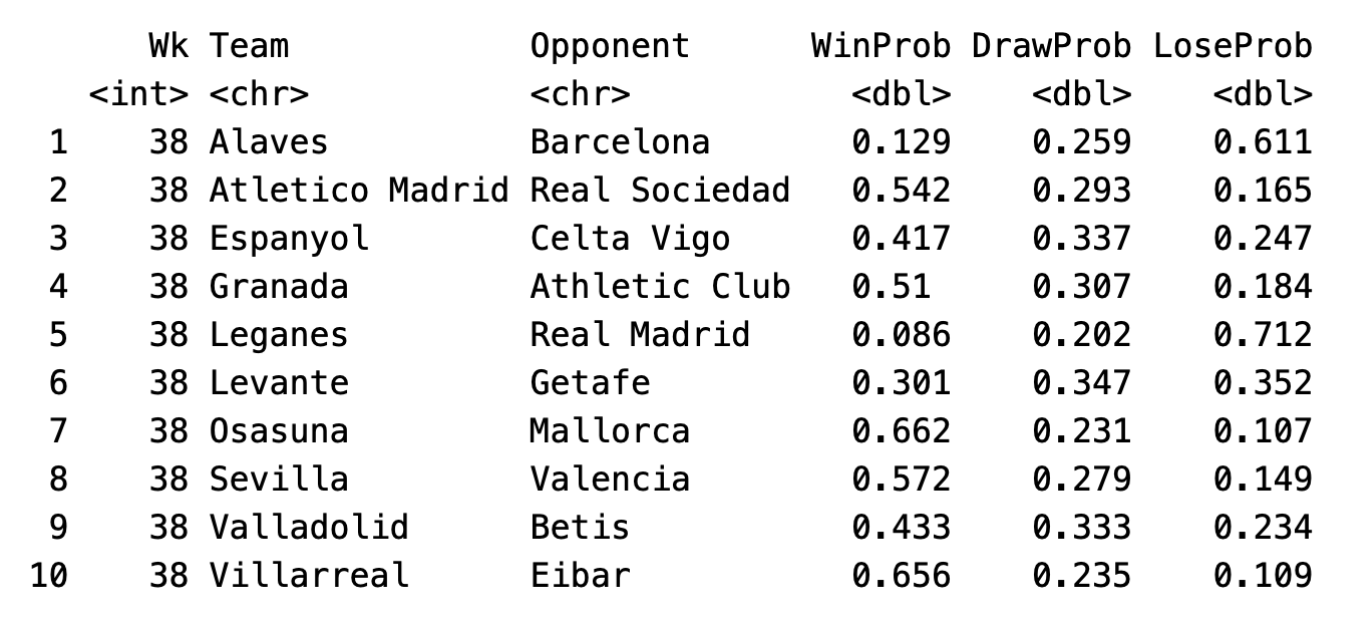 Wk Team Opponent WinProb DrawProb LoseProb
<int> <chr> <chr> <dbl> <dbl> <dbl>
1 38 Alaves Barcelona 0.129 0.259 0.611
2 38 Atletico Madrid Real Sociedad 0.542 0.293 0.165
3 38 Espanyol Celta Vigo 0.417 0.337 0.247
4 38 Granada Athletic Club 0.51 0.307 0.184
5 38 Leganes Real Madrid 0.086 0.202 0.712
6 38 Levante Getafe 0.301 0.347 0.352
7 38 Osasuna Mallorca 0.662 0.231 0.107
8 38 Sevilla Valencia 0.572 0.279 0.149
9 38 Valladolid Betis 0.433 0.333 0.234
10 38 Villarreal Eibar 0.656 0.235 0.109